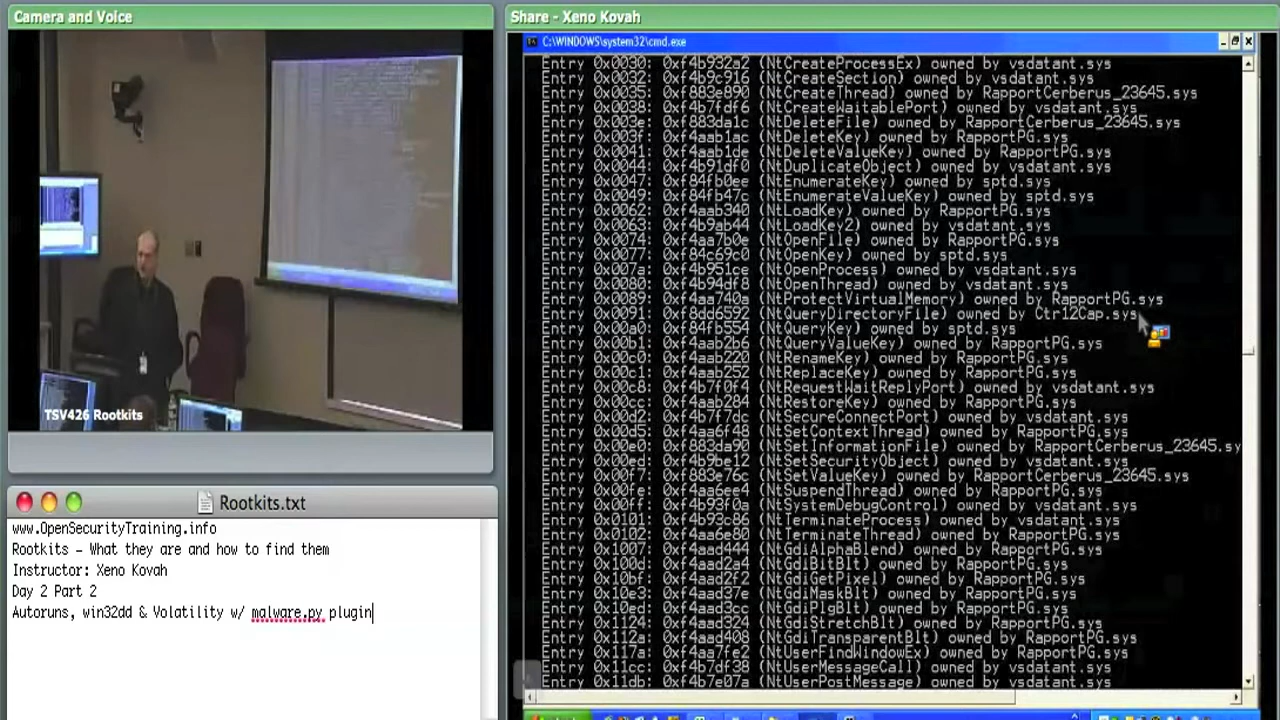 Camera and Voice
TSV426 Rootkits
Rootkits.txt
www.OpenSecurityTraining.info
Rootkits - What they are and how to find them
Instructor: Xeno Kovah
Day 2 Part 2
Autoruns, win32dd & Volatility w/ malware.py plugin
Share - Xeno Kovah
C:\WINDOWS\system32\cmd.exe
Entry 0x0030: 0xf4b932a2 (NtCreateProcessEx) owned by vsdatant.sys
Entry 0x0032: 0xf4b9c916 (NtCreateSection) owned by vsdatant.sys
Entry 0x0035: 0xf883e890 (NtCreateThread) owned by RapportCerberus_23645.sys
Entry 0x0038: 0xf4b7fdf6 (NtCreateWaitablePort) owned by vsdatant.sys
Entry 0x003e: 0xf883da1c (NtDeleteFile) owned by RapportCerberus_23645.sys
Entry 0x003f: 0xf4aab1ac (NtDeleteKey) owned by RapportPG.sys
Entry 0x0041: 0xf4aab1de (NtDeleteValueKey) owned by RapportPG.sys
Entry 0x0044: 0xf4b91df0 (NtDuplicateObject) owned by vsdatant.sys
Entry 0x0047: 0xf84fb0ee (NtEnumerateKey) owned by sptd.sys
Entry 0x0049: 0xf84fb47c (NtEnumerateValueKey) owned by sptd.sys
Entry 0x0062: 0xf4aab340 (NtLoadKey) owned by RapportPG.sys
Entry 0x0063: 0xf4b9ab44 (NtLoadKey2) owned by vsdatant.sys
Entry 0x0074: 0xf4aa7b0e (NtOpenFile) owned by RapportPG.sys
Entry 0x0077: 0xf84c69c0 (NtOpenKey) owned by sptd.sys
Entry 0x007a: 0xf4b951ce (NtOpenProcess) owned by vsdatant.sys
Entry 0x0080: 0xf4b94df8 (NtOpenThread) owned by vsdatant.sys
Entry 0x0089: 0xf4aa740a (NtProtectVirtualMemory) owned by RapportPG.sys
Entry 0x0091: 0xf8dd6592 (NtQueryDirectoryFile) owned by Ctr12Cap.sys
Entry 0x00a0: 0xf84fb554 (NtQueryKey) owned by sptd.sys
Entry 0x00b1: 0xf4aab2b6 (NtQueryValueKey) owned by RapportPG.sys
Entry 0x00c0: 0xf4aab220 (NtRenameKey) owned by RapportPG.sys
Entry 0x00c1: 0xf4aab252 (NtReplaceKey) owned by RapportPG.sys
Entry 0x00c8: 0xf4b7f0f4 (NtRequestWaitReplyPort) owned by vsdatant.sys
Entry 0x00cc: 0xf4aab284 (NtRestoreKey) owned by RapportPG.sys
Entry 0x00d2: 0xf4b7f7dc (NtSecureConnectPort) owned by vsdatant.sys
Entry 0x00d5: 0xf4aa6f48 (NtSetContextThread) owned by RapportPG.sys
Entry 0x00e0: 0xf883da90 (NtSetInformationFile) owned by RapportCerberus_23645.sy
Entry 0x00ed: 0xf4b9be12 (NtSetSecurityObject) owned by vsdatant.sys
Entry 0x00f7: 0xf883e76c (NtSetValueKey) owned by RapportCerberus_23645.sys
Entry 0x00fe: 0xf4aa6ee4 (NtSuspendThread) owned by RapportPG.sys
Entry 0x00ff: 0xf4b93f0a (NtSystemDebugControl) owned by vsdatant.sys
Entry 0x0101: 0xf4b93c86 (NtTerminateProcess) owned by vsdatant.sys
Entry 0x0102: 0xf4aa6e80 (NtTerminateThread) owned by RapportPG.sys
Entry 0x1007: 0xf4aad444 (NtGdiAlphaBlend) owned by RapportPG.sys
Entry 0x100d: 0xf4aad2a4 (NtGdiBitBlt) owned by RapportPG.sys
Entry 0x10bf: 0xf4aad2f2 (NtGdiGetPixel) owned by RapportPG.sys
Entry 0x10e3: 0xf4aad37e (NtGdiMaskBlt) owned by RapportPG.sys
Entry 0x10ed: 0xf4aad3cc (NtGdiPlgBlt) owned by RapportPG.sys
Entry 0x1124: 0xf4aad324 (NtGdiStretchBlt) owned by RapportPG.sys
Entry 0x112a: 0xf4aad408 (NtGdiTransparentBlt) owned by RapportPG.sys
Entry 0x117a: 0xf4aa7fe2 (NtUserFindWindowEx) owned by RapportPG.sys
Entry 0x11cc: 0xf4b7df38 (NtUserMessageCall) owned by vsdatant.sys
Entry 0x11db: 0xf4b7e07a (NtUserPostMessage) owned by vsdatant.sys